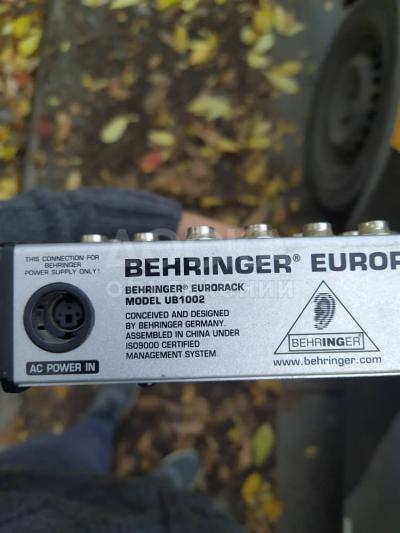 THIS CONNECTION FOR
BEHRINGER
POWER SUPPLY ONLY!
AC POWER IN
BEHRINGER® EURO
BEHRINGER® EURORACK
MODEL UB1002
CONCEIVED AND DESIGNED
BY BEHRINGER GERMANY.
ASSEMBLED IN CHINA UNDER
ISO9000 CERTIFIED
MANAGEMENT SYSTEM
BEHRINGER
www.behringer.com